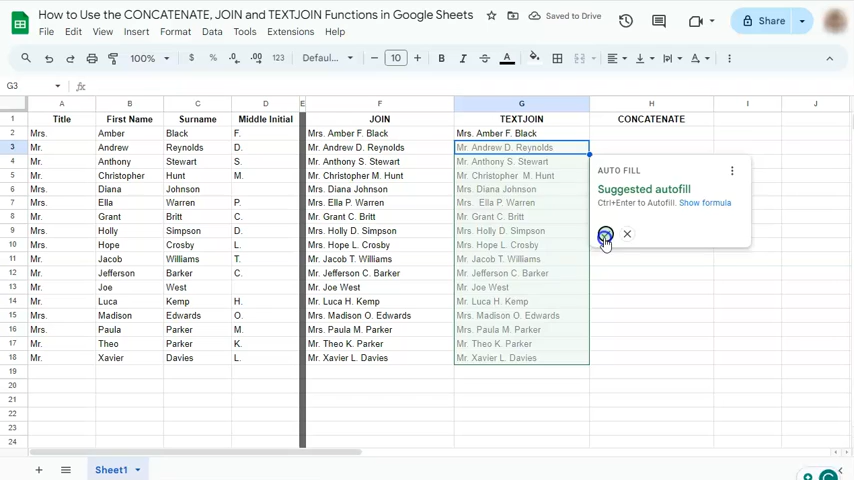 How to Use the CONCATENATE, JOIN and TEXTJOIN Functions in Google Sheets Saved to Drive Share
File Edit View Insert Format Data Tools Extensions Help
100% $ % .0 .00 123 Defaul... − 10 + B I S A
G3 fx
A B C D E F G H I J
1 Title First Name Surname Middle Initial JOIN TEXTJOIN CONCATENATE
2 Mrs. Amber Black F. Mrs. Amber F. Black Mrs. Amber F. Black
3 Mr. Andrew Reynolds D. Mr. Andrew D. Reynolds Mr. Andrew D. Reynolds
4 Mr. Anthony Stewart S. Mr. Anthony S. Stewart Mr. Anthony S. Stewart
5 Mr. Christopher Hunt M. Mr. Christopher M. Hunt Mr. Christopher M. Hunt
6 Mrs. Diana Johnson Mrs. Diana Johnson Mrs. Diana Johnson
7 Mrs. Ella Warren P. Mrs. Ella P. Warren Mrs. Ella P. Warren
8 Mr. Grant Britt C. Mr. Grant C. Britt Mr. Grant C. Britt
9 Mrs. Holly Simpson D. Mrs. Holly D. Simpson Mrs. Holly D. Simpson
10 Mrs. Hope Crosby L. Mrs. Hope L. Crosby Mrs. Hope L. Crosby
11 Mr. Jacob Williams T. Mr. Jacob T. Williams Mr. Jacob T. Williams
12 Mr. Jefferson Barker C. Mr. Jefferson C. Barker Mr. Jefferson C. Barker
13 Mr. Joe West Mr. Joe West Mr. Joe West
14 Mr. Luca Kemp H. Mr. Luca H. Kemp Mr. Luca H. Kemp
15 Mrs. Madison Edwards O. Mrs. Madison O. Edwards Mrs. Madison O. Edwards
16 Mrs. Paula Parker M. Mrs. Paula M. Parker Mrs. Paula M. Parker
17 Mr. Theo Parker K. Mr. Theo K. Parker Mr. Theo K. Parker
18 Mr. Xavier Davies L. Mr. Xavier L. Davies Mr. Xavier L. Davies
19
20
21
22
23
24
AUTO FILL
Suggested autofill
Ctrl+Enter to Autofill. Show formula
Sheet1